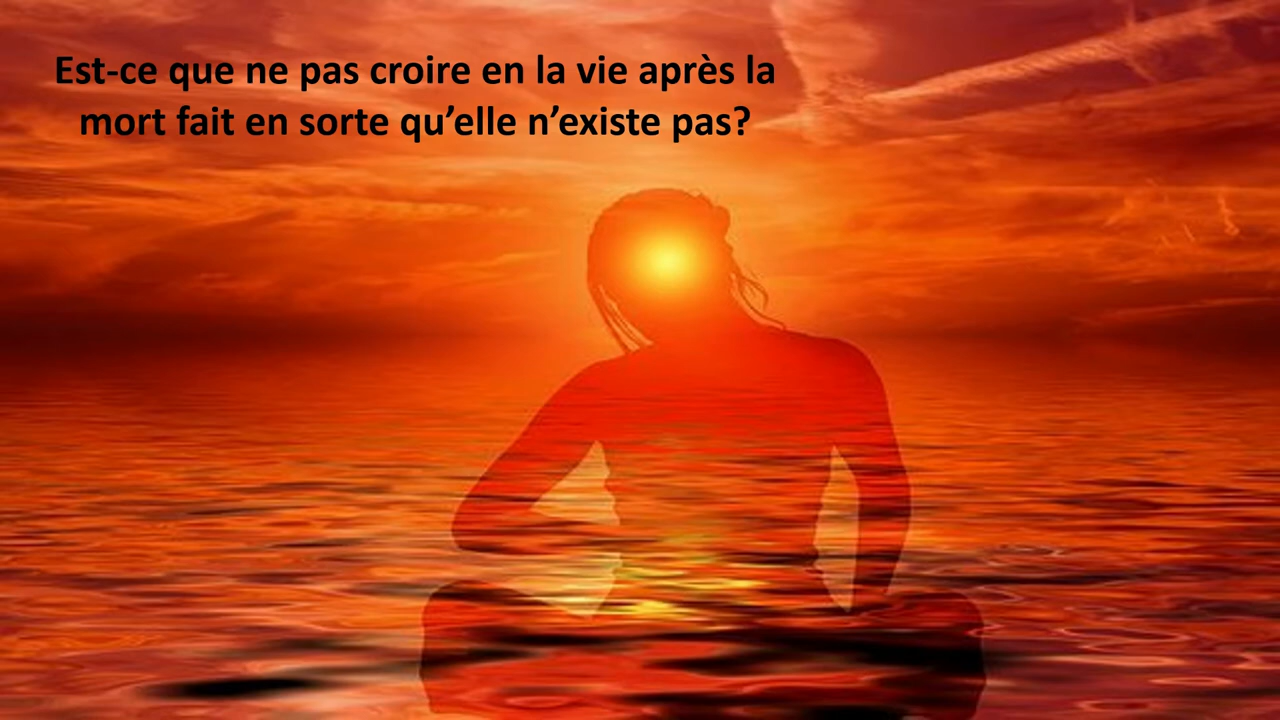 Est-ce que ne pas croire en la vie après la
mort fait en sorte qu’elle n’existe pas?